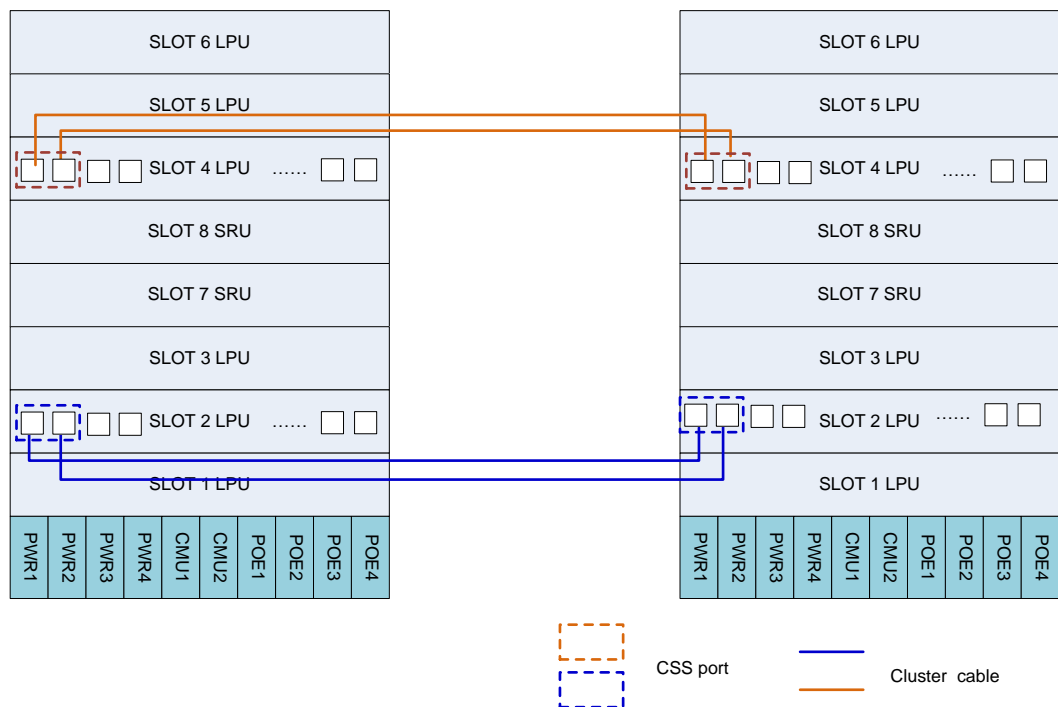 SLOT 6 LPU
SLOT 5 LPU
SLOT 4 LPU ......
SLOT 8 SRU
SLOT 7 SRU
SLOT 3 LPU
SLOT 2 LPU ......
SLOT 1 LPU
PWR1
PWR2
PWR3
PWR4
CMU1
CMU2
POE1
POE2
POE3
POE4
SLOT 6 LPU
SLOT 5 LPU
SLOT 4 LPU ......
SLOT 8 SRU
SLOT 7 SRU
SLOT 3 LPU
SLOT 2 LPU ......
SLOT 1 LPU
PWR1
PWR2
PWR3
PWR4
CMU1
CMU2
POE1
POE2
POE3
POE4
CSS port
Cluster cable